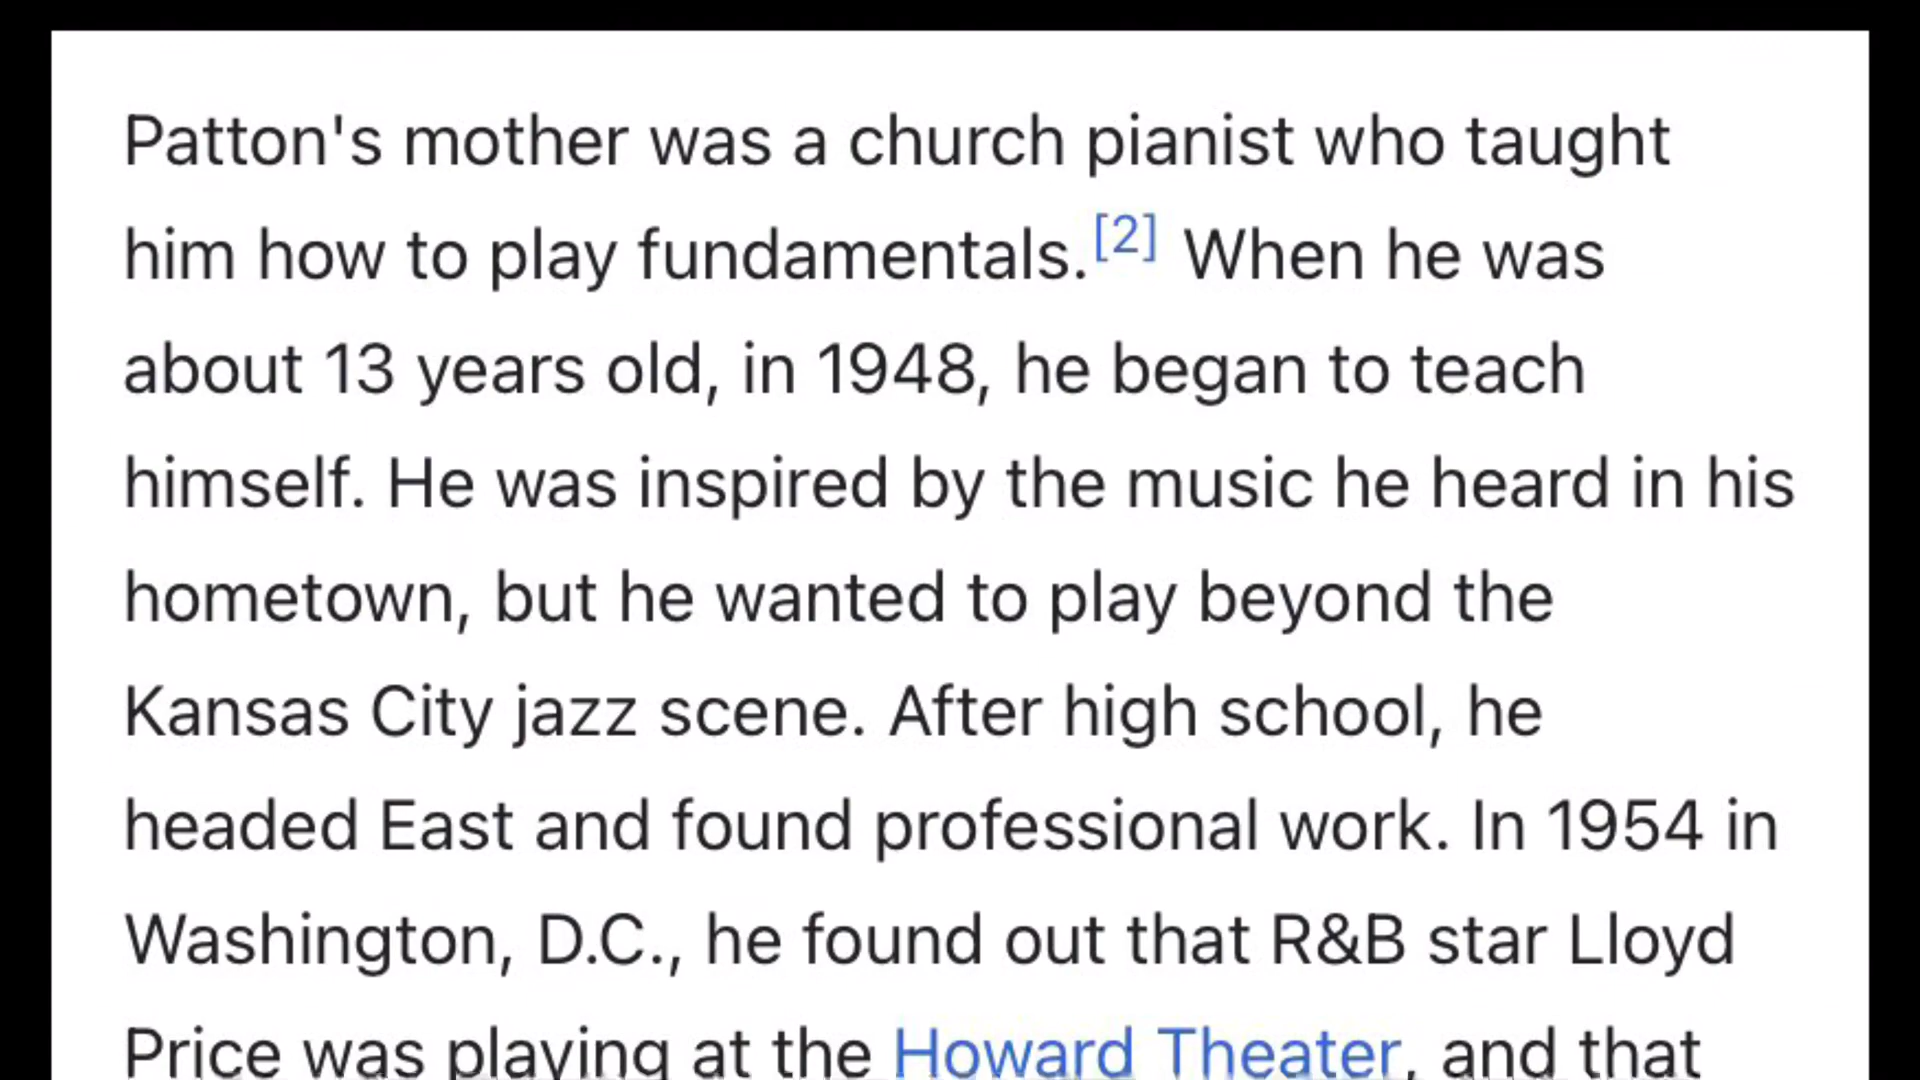 Patton's mother was a church pianist who taught
him how to play fundamentals.[2] When he was
about 13 years old, in 1948, he began to teach
himself. He was inspired by the music he heard in his
hometown, but he wanted to play beyond the
Kansas City jazz scene. After high school, he
headed East and found professional work. In 1954 in
Washington, D.C., he found out that R&B star Lloyd
Price was playing at the Howard Theater, and that